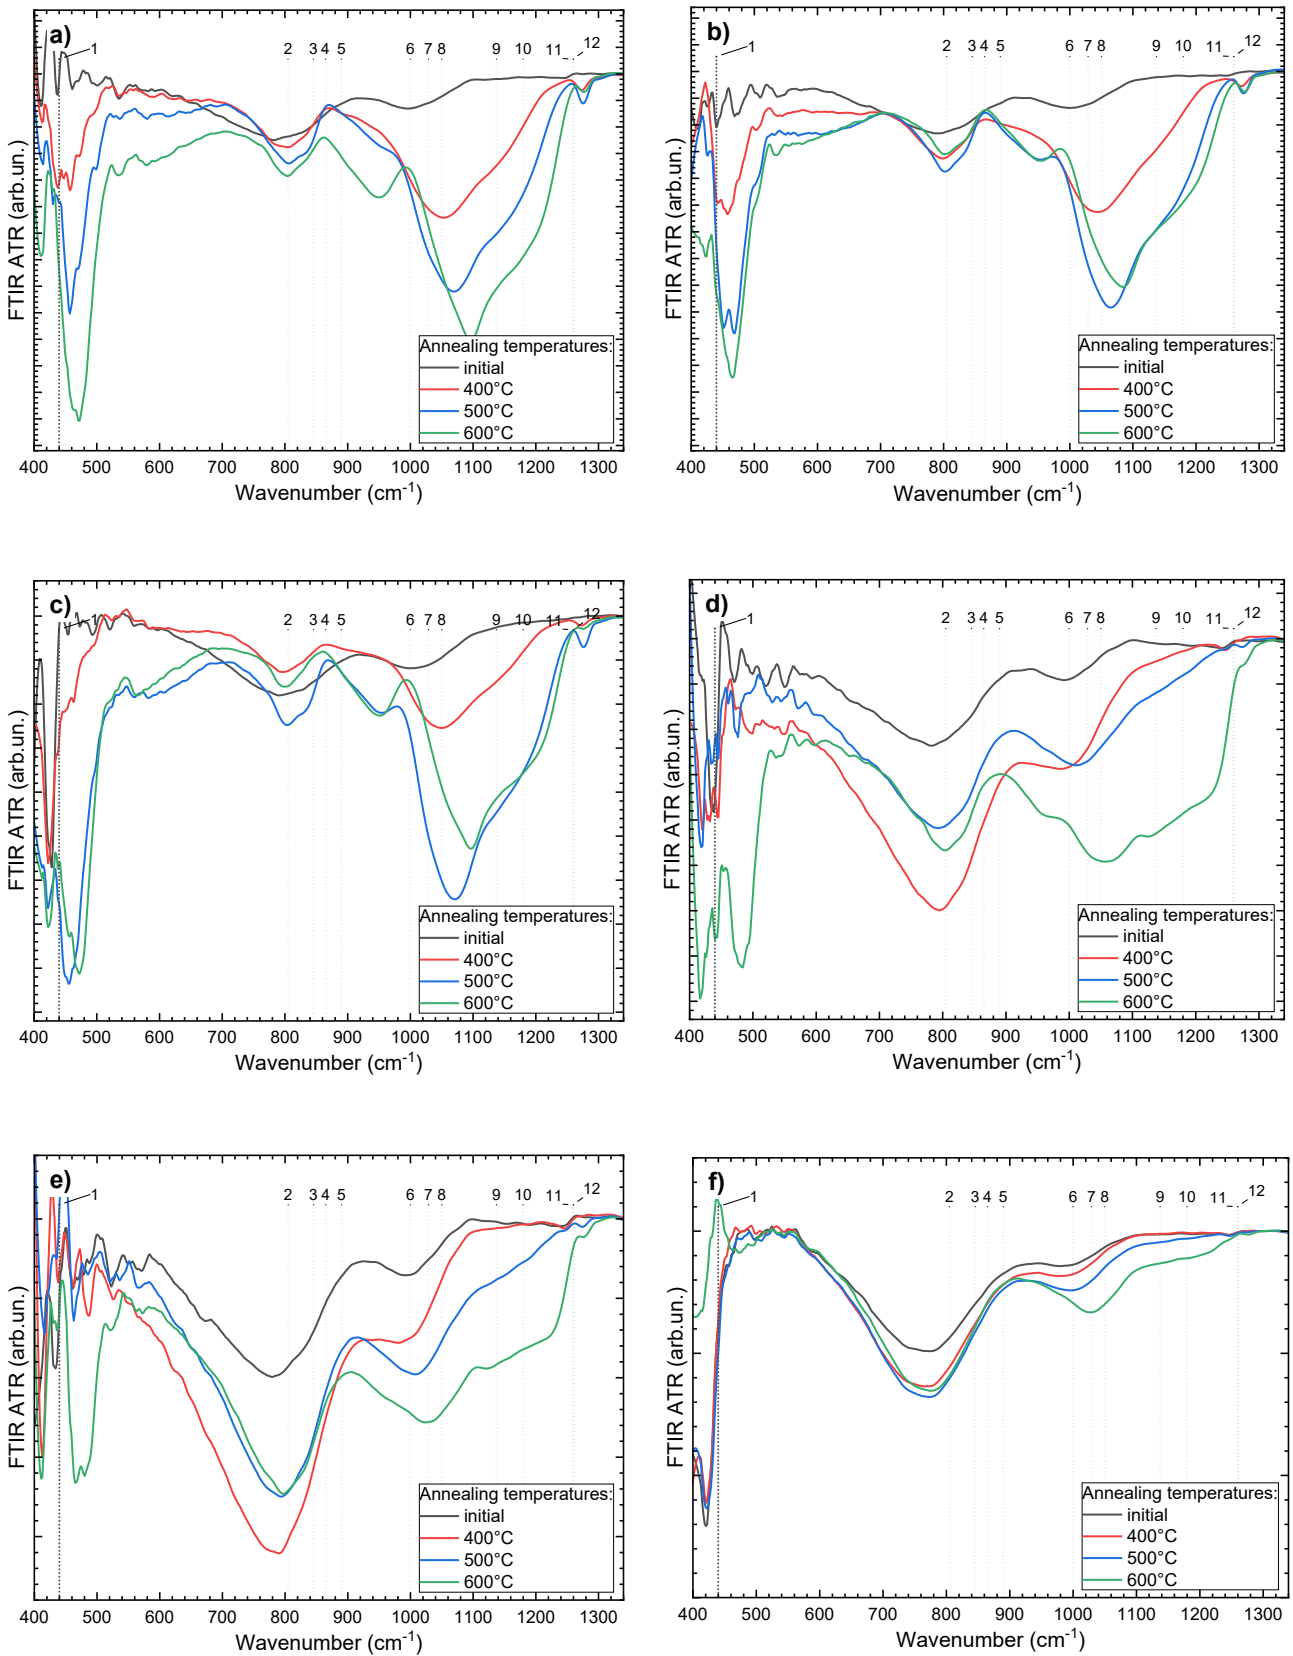 a)
1 2 3 4 5 6 7 8 9 10 11 12
FTIR ATR (arb.un.)
Annealing temperatures:
initial
400°C
500°C
600°C
400 500 600 700 800 900 1000 1100 1200 1300
Wavenumber (cm⁻¹)
b)
1 2 3 4 5 6 7 8 9 10 11 12
FTIR ATR (arb.un.)
Annealing temperatures:
initial
400°C
500°C
600°C
400 500 600 700 800 900 1000 1100 1200 1300
Wavenumber (cm⁻¹)
c)
1 2 3 4 5 6 7 8 9 10 11 12
FTIR ATR (arb.un.)
Annealing temperatures:
initial
400°C
500°C
600°C
400 500 600 700 800 900 1000 1100 1200 1300
Wavenumber (cm⁻¹)
d)
1 2 3 4 5 6 7 8 9 10 11 12
FTIR ATR (arb.un.)
Annealing temperatures:
initial
400°C
500°C
600°C
400 500 600 700 800 900 1000 1100 1200 1300
Wavenumber (cm⁻¹)
e)
1 2 3 4 5 6 7 8 9 10 11 12
FTIR ATR (arb.un.)
Annealing temperatures:
initial
400°C
500°C
600°C
400 500 600 700 800 900 1000 1100 1200 1300
Wavenumber (cm⁻¹)
f)
1 2 3 4 5 6 7 8 9 10 11 12
FTIR ATR (arb.un.)
Annealing temperatures:
initial
400°C
500°C
600°C
400 500 600 700 800 900 1000 1100 1200 1300
Wavenumber (cm⁻¹)